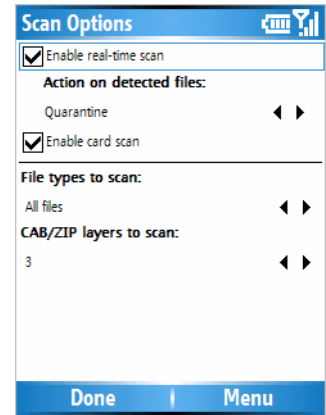 Scan Options
Enable real-time scan
Action on detected files:
Quarantine
Enable card scan
File types to scan:
All files
CAB/ZIP layers to scan:
3
Done Menu